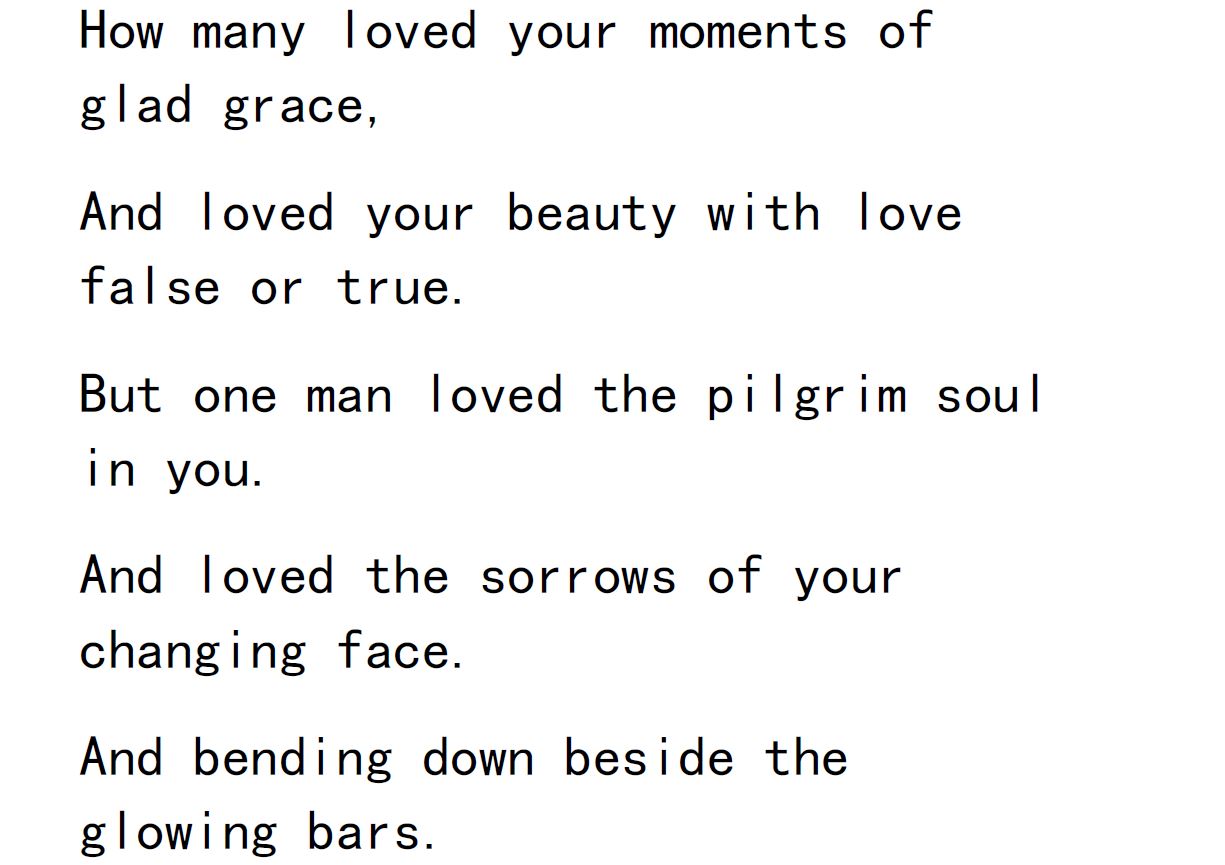 How many loved your moments of
glad grace,
And loved your beauty with love
false or true.
But one man loved the pilgrim soul
in you.
And loved the sorrows of your
changing face.
And bending down beside the
glowing bars.